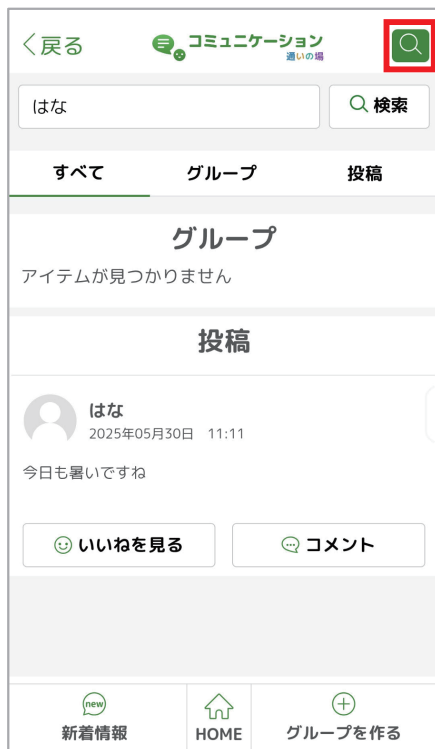 戻る
コミュニケーション
通いの場
はな
検索
すべて グループ 投稿
グループ
アイテムが見つかりません
投稿
はな
2025年05月30日 11:11
今日も暑いですね
いいねを見る コメント
new
新着情報 HOME グループを作る